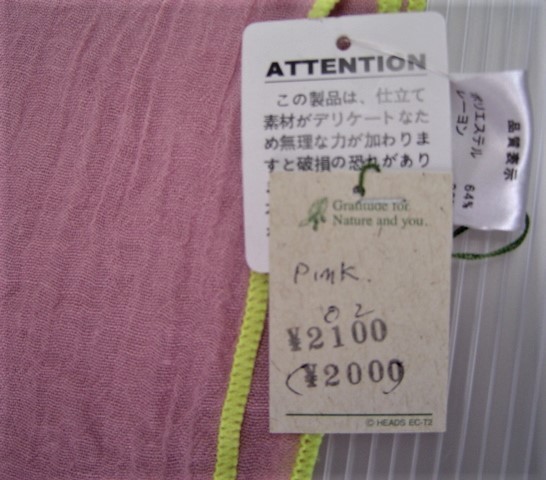 ATTENTION
この製品は、仕立て
素材がデリケートなた
め無理な力が加わりま
すと破損の恐れがあり
品質表示
ポリエステル 64%
レーヨン
Gratitude for
Nature and you.
Pink.
02
¥2100
(¥2000)
© HEADS EC-T2